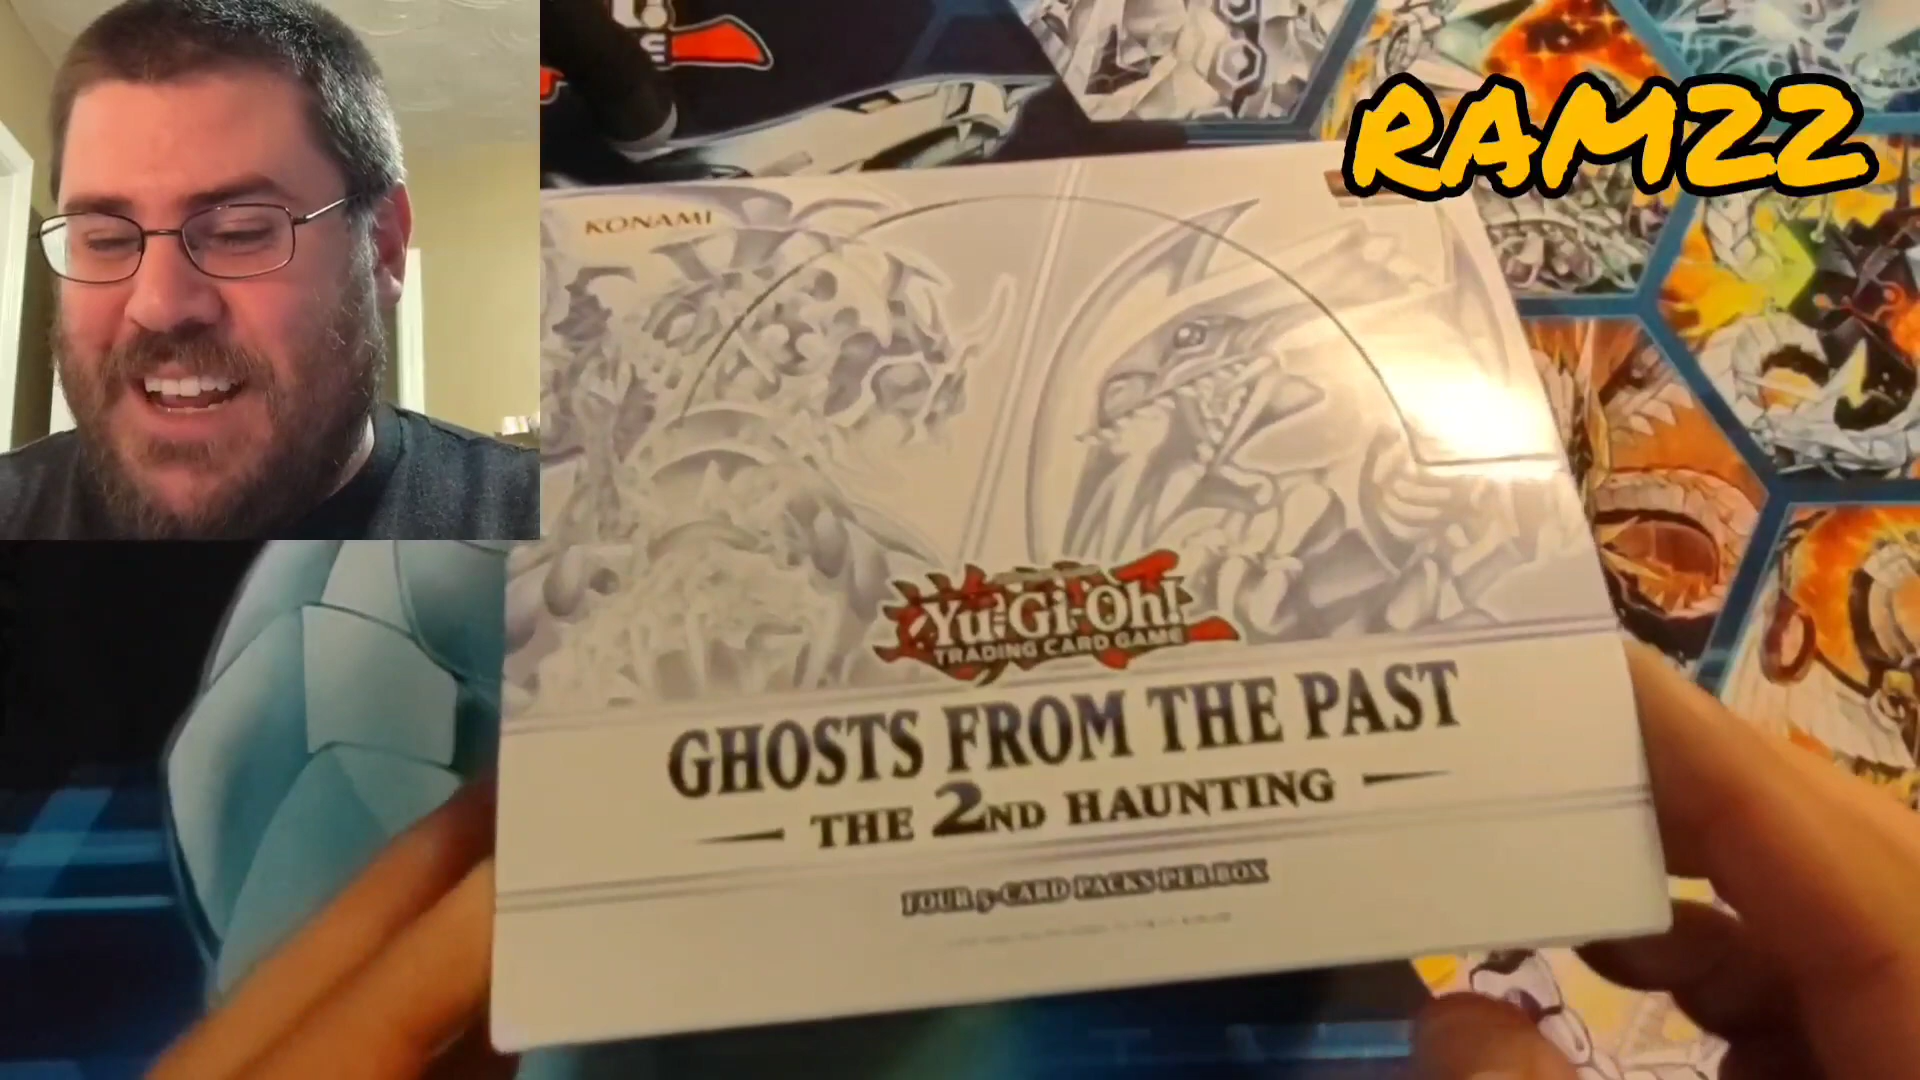 RAM22
KONAMI
Yu-Gi-Oh!
TRADING CARD GAME
GHOSTS FROM THE PAST
THE 2ND HAUNTING
FOUR 5-CARD PACKS PER BOX